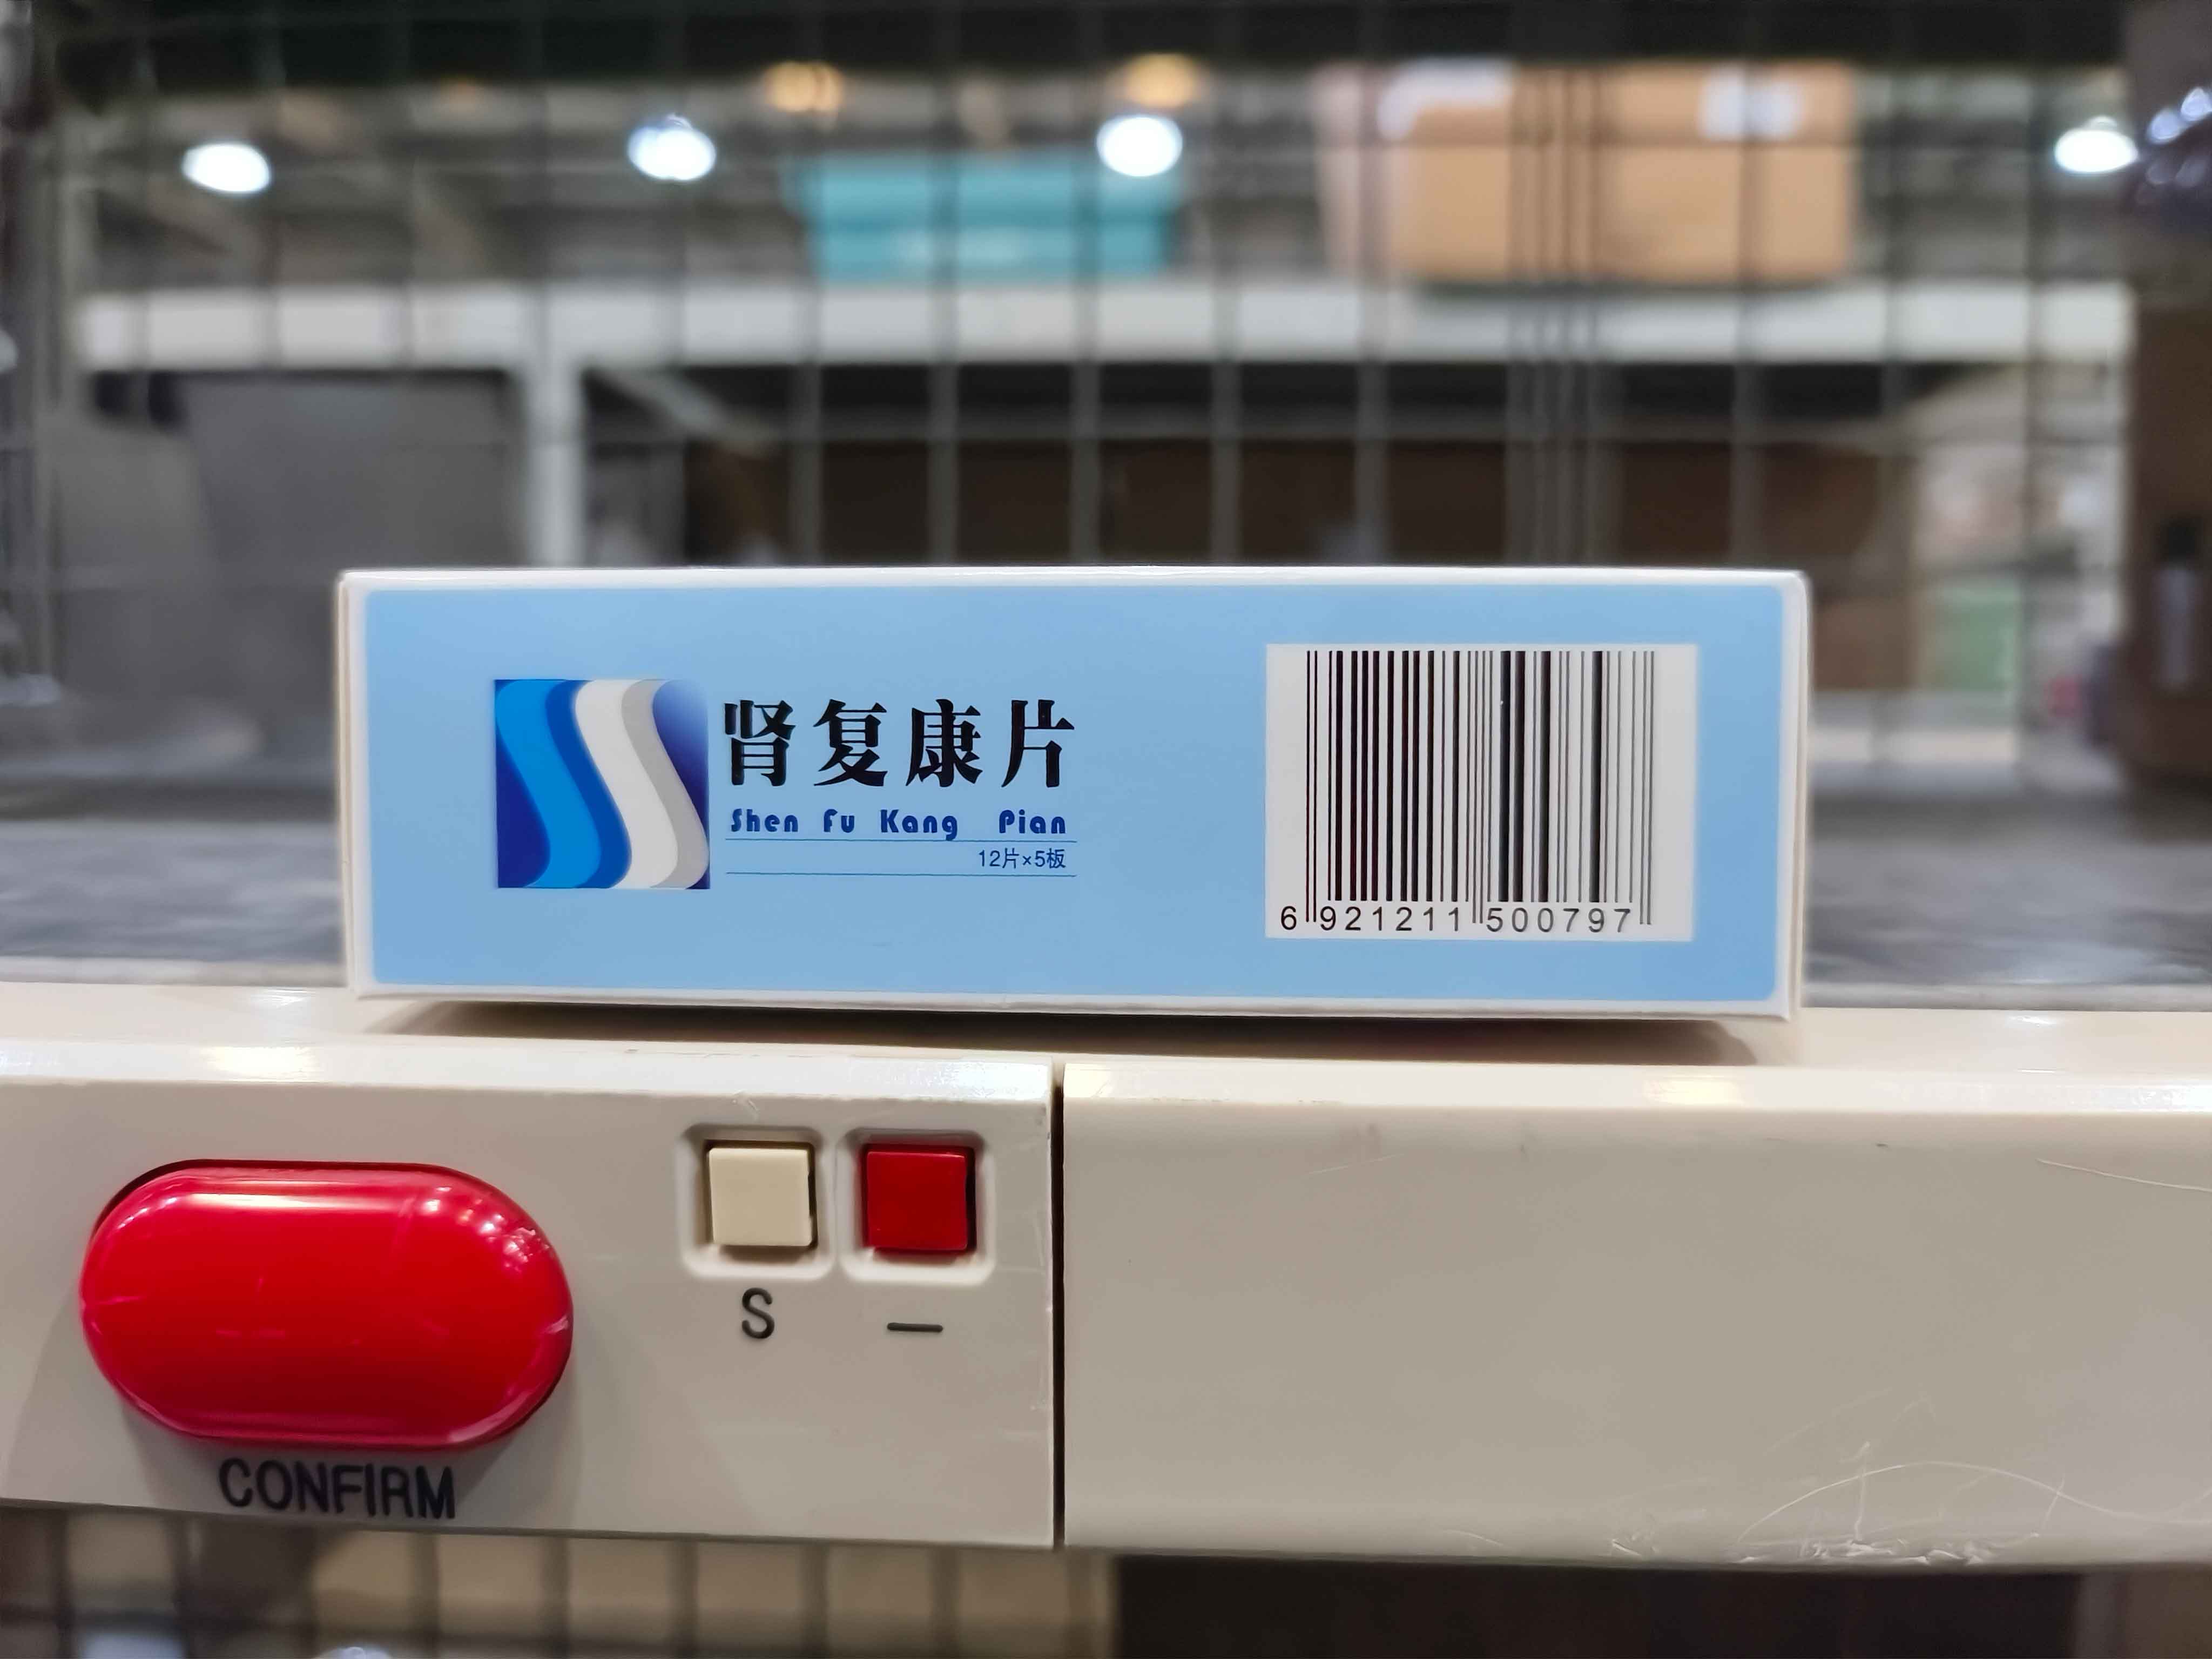 肾复康片
Shen Fu Kang Pian
12片×5板
6 921211 500797
S
—
CONFIRM